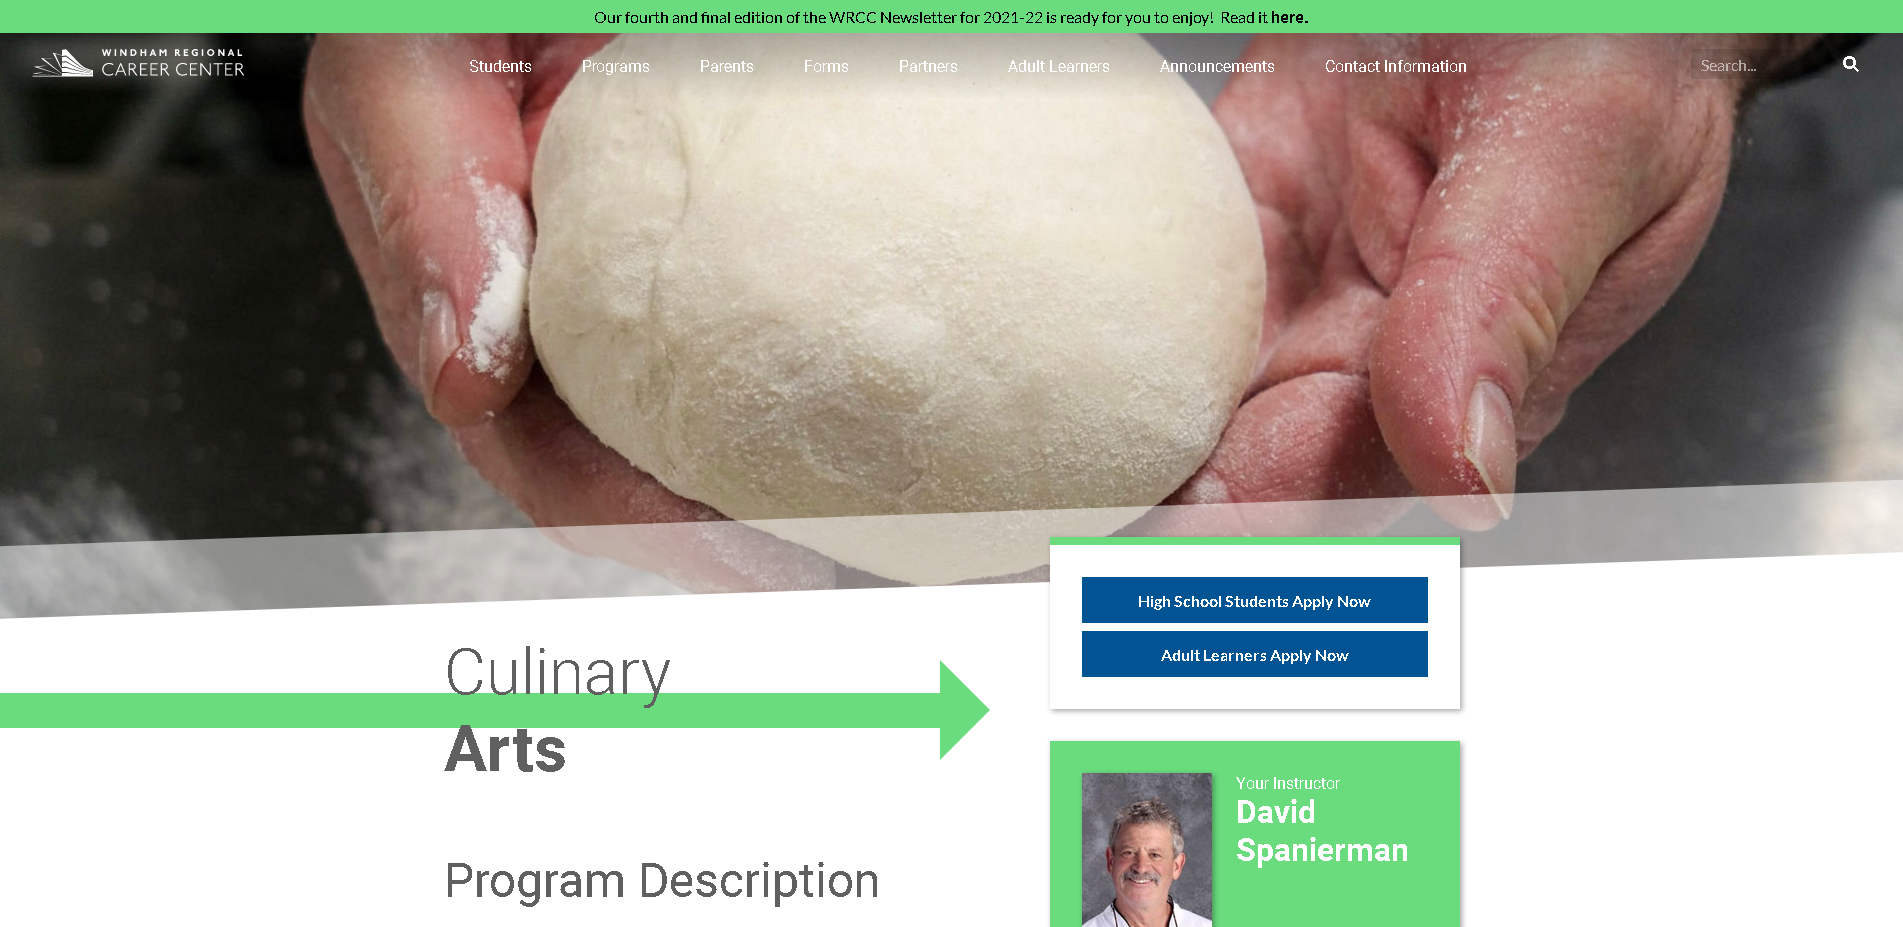 Our fourth and final edition of the WRCC Newsletter for 2021-22 is ready for you to enjoy! Read it here.
WINDHAM REGIONAL
CAREER CENTER
Students Programs Parents Forms Partners Adult Learners Announcements Contact Information
Search...
High School Students Apply Now
Adult Learners Apply Now
Culinary
Arts
Your Instructor
David
Spanierman
Program Description